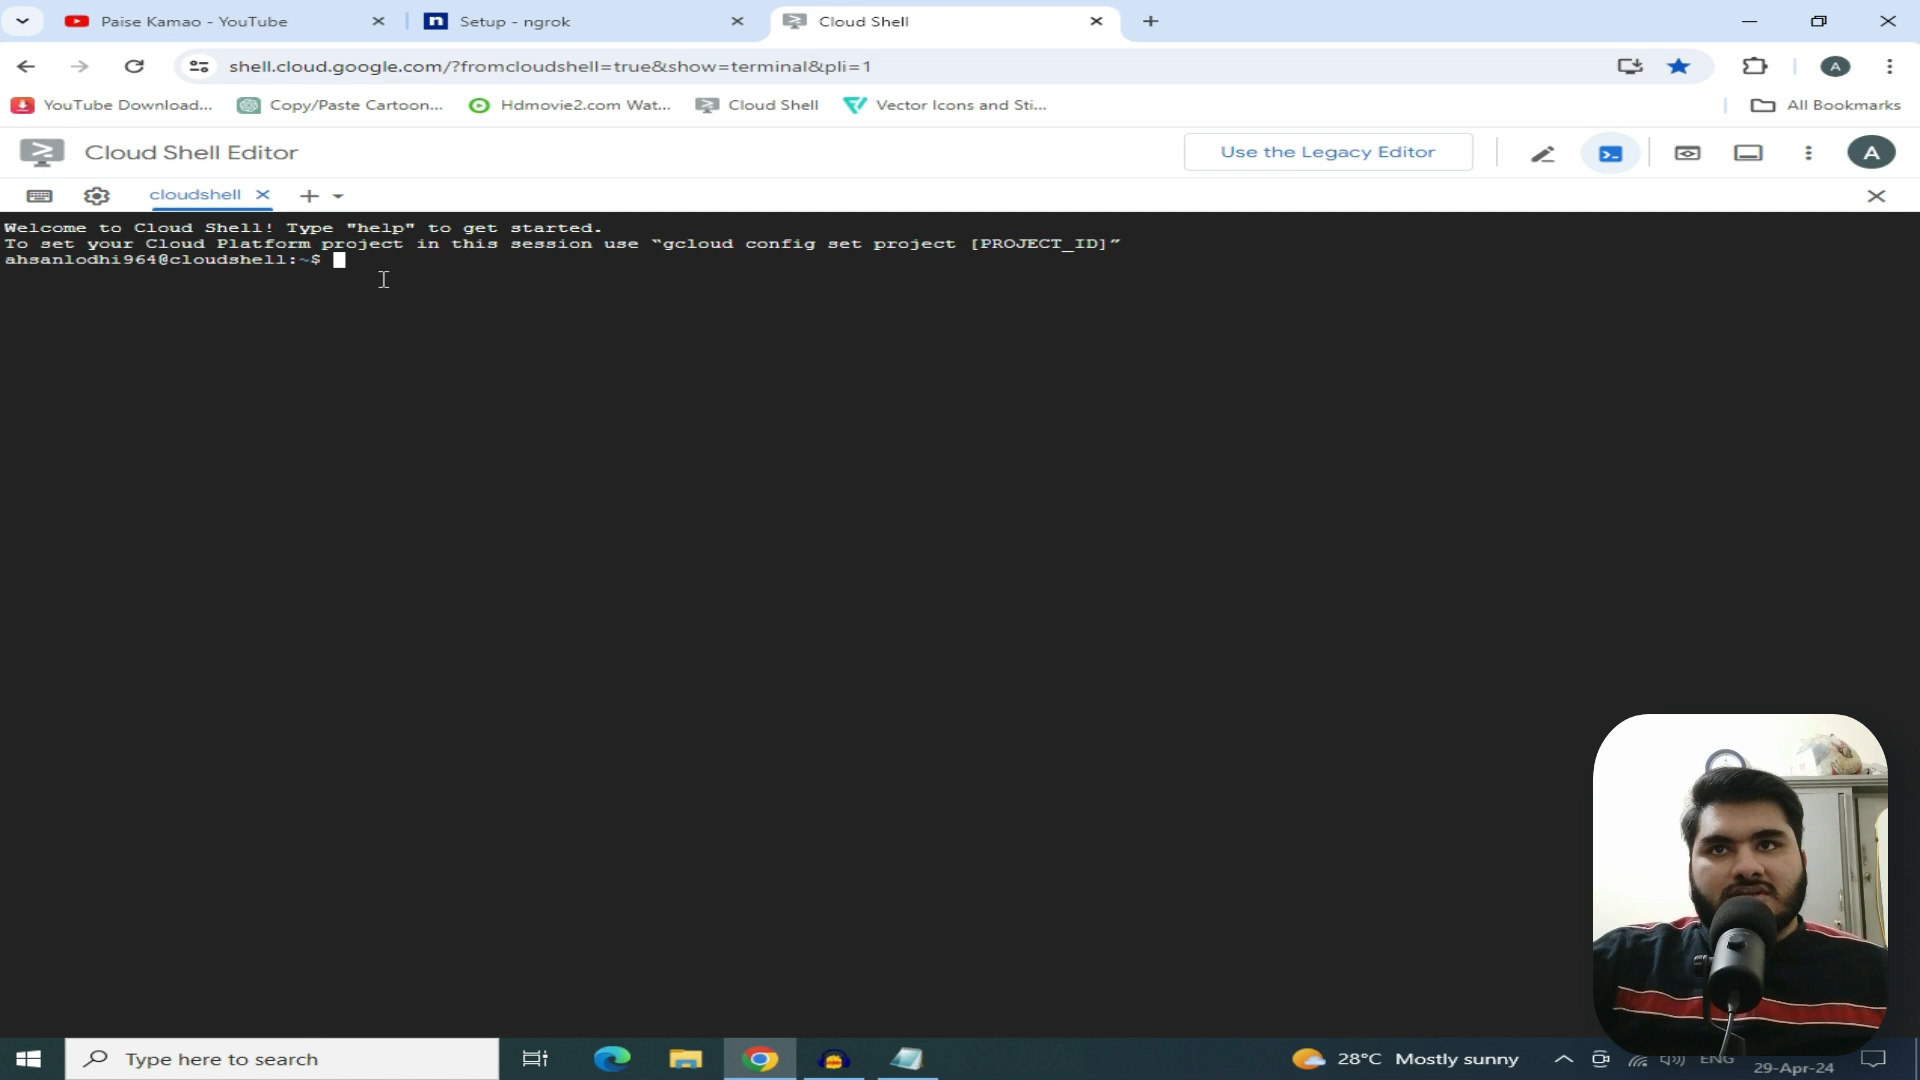 Paise Kamao - YouTube
Setup - ngrok
Cloud Shell
shell.cloud.google.com/?fromcloudshell=true&show=terminal&pli=1
A
YouTube Download...
Copy/Paste Cartoon...
Hdmovie2.com Wat...
Cloud Shell
Vector Icons and Sti...
All Bookmarks
Cloud Shell Editor
Use the Legacy Editor
A
cloudshell
Welcome to Cloud Shell! Type "help" to get started.
To set your Cloud Platform project in this session use “gcloud config set project [PROJECT_ID]”
ahsanlodhi964@cloudshell:~$
Type here to search
28°C Mostly sunny
ENG
29-Apr-24